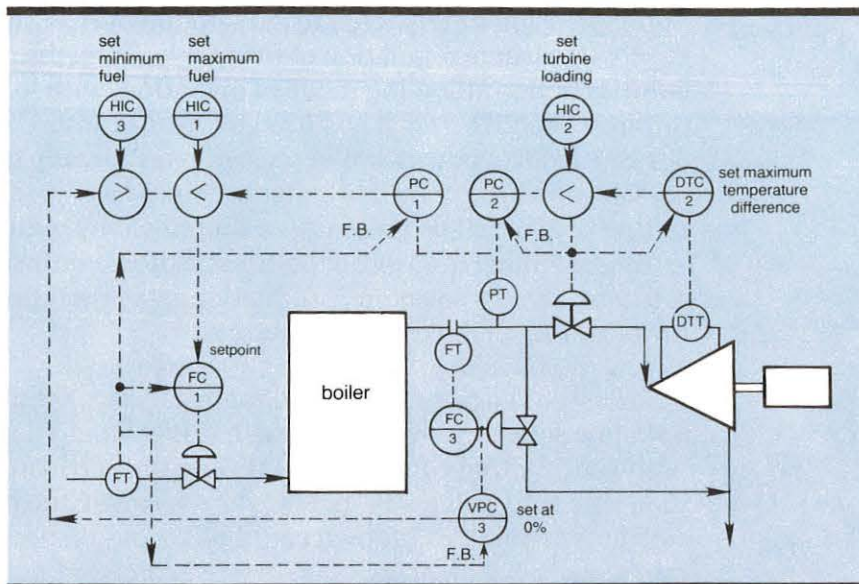 set
minimum
fuel
set
maximum
fuel
set
turbine
loading
HIC
3
HIC
1
HIC
2
>
<
PC
1
PC
2
<
DTC
2
set maximum
temperature
difference
F.B.
F.B.
PT
DTT
setpoint
FC
1
boiler
FT
FC
3
FT
VPC
3
set at
0%
F.B.